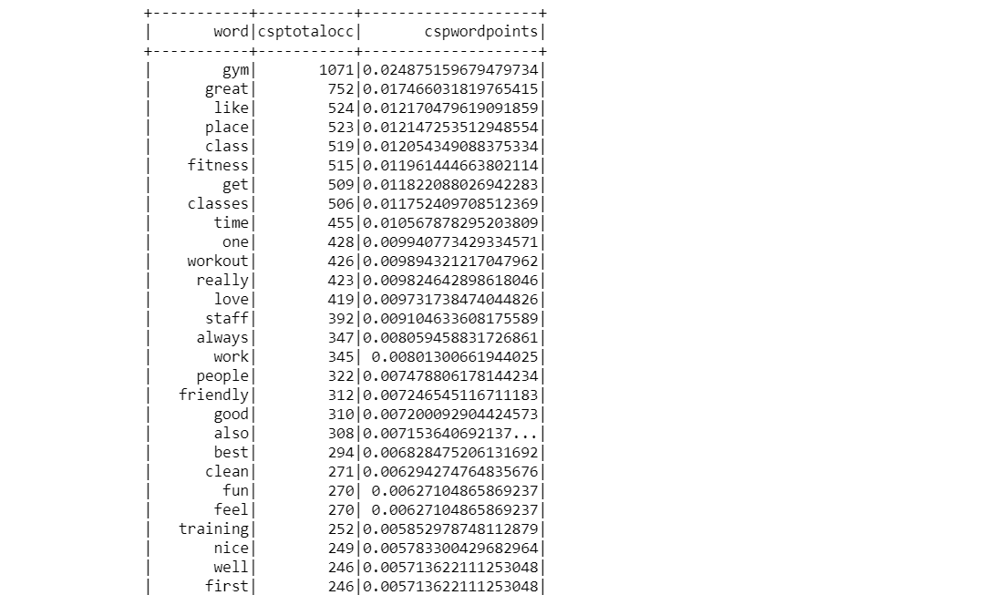 +-----------+-----------+--------------------+
|       word|csptotalocc|       cspwordpoints|
+-----------+-----------+--------------------+
|        gym|       1071|0.024875159679479734|
|      great|        752|0.017466031819765415|
|       like|        524|0.012170479619091859|
|      place|        523|0.012147253512948554|
|      class|        519|0.012054349088375334|
|    fitness|        515|0.011961444663802114|
|        get|        509|0.011822088026942283|
|    classes|        506|0.011752409708512369|
|       time|        455|0.010567878295203809|
|        one|        428|0.009940773429334571|
|    workout|        426|0.009894321217047962|
|     really|        423|0.009824642898618046|
|       love|        419|0.009731738474044826|
|      staff|        392|0.009104633608175589|
|     always|        347|0.008059458831726861|
|       work|        345| 0.00801300661944025|
|     people|        322|0.007478806178144234|
|   friendly|        312|0.007246545116711183|
|       good|        310|0.007200092904424573|
|       also|        308|0.007153640692137...|
|       best|        294|0.006828475206131692|
|      clean|        271|0.006294274764835676|
|        fun|        270| 0.00627104865869237|
|       feel|        270| 0.00627104865869237|
|   training|        252|0.005852978748112879|
|       nice|        249|0.005783300429682964|
|       well|        246|0.005713622111253048|
|      first|        246|0.005713622111253048|